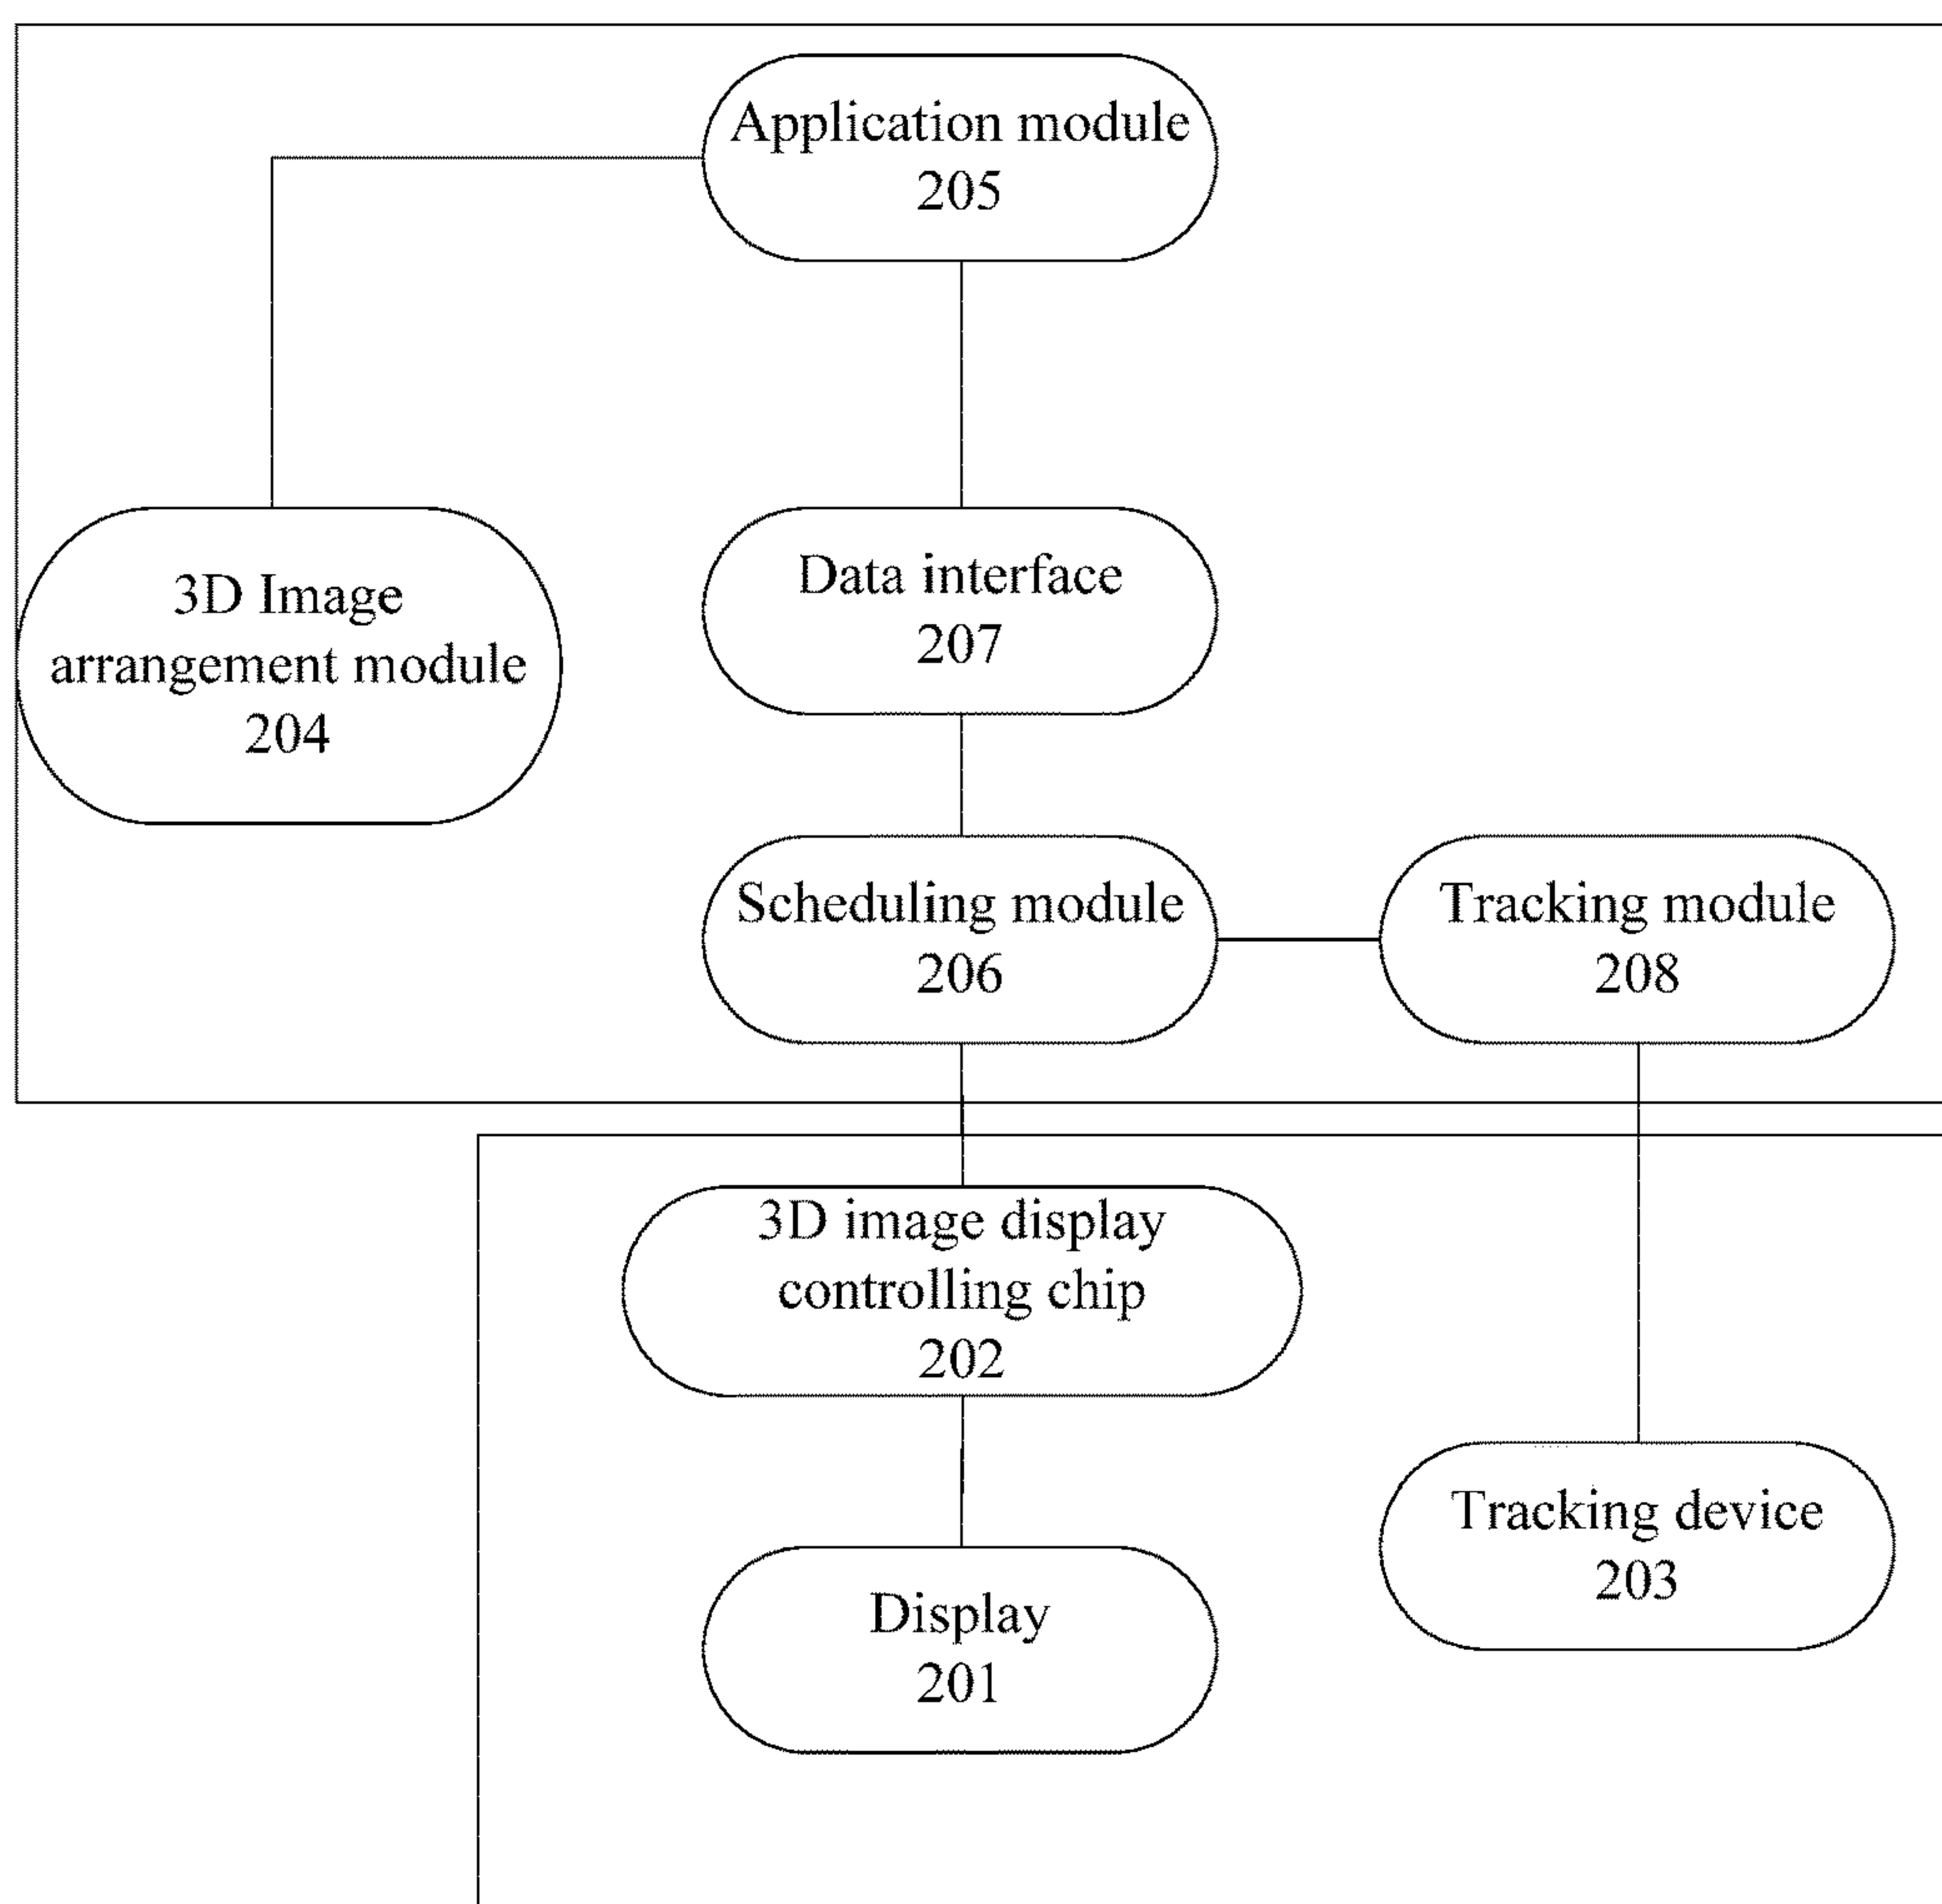 Application module
205
3D Image
arrangement module
204
Data interface
207
Scheduling module
206
Tracking module
208
3D image display
controlling chip
202
Tracking device
203
Display
201